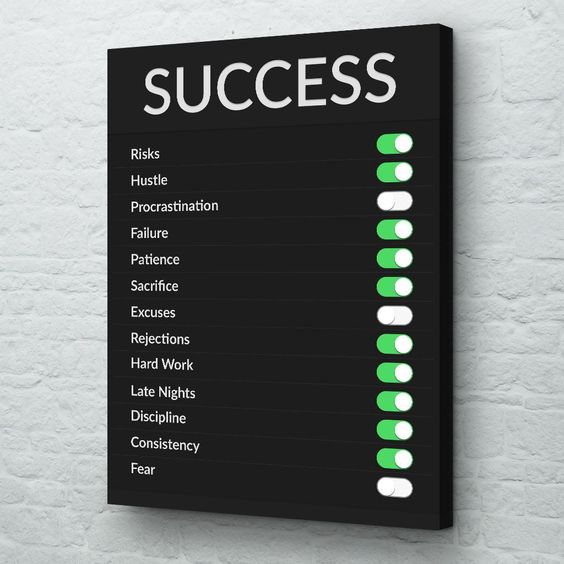 SUCCESS
Risks
Hustle
Procrastination
Failure
Patience
Sacrifice
Excuses
Rejections
Hard Work
Late Nights
Discipline
Consistency
Fear